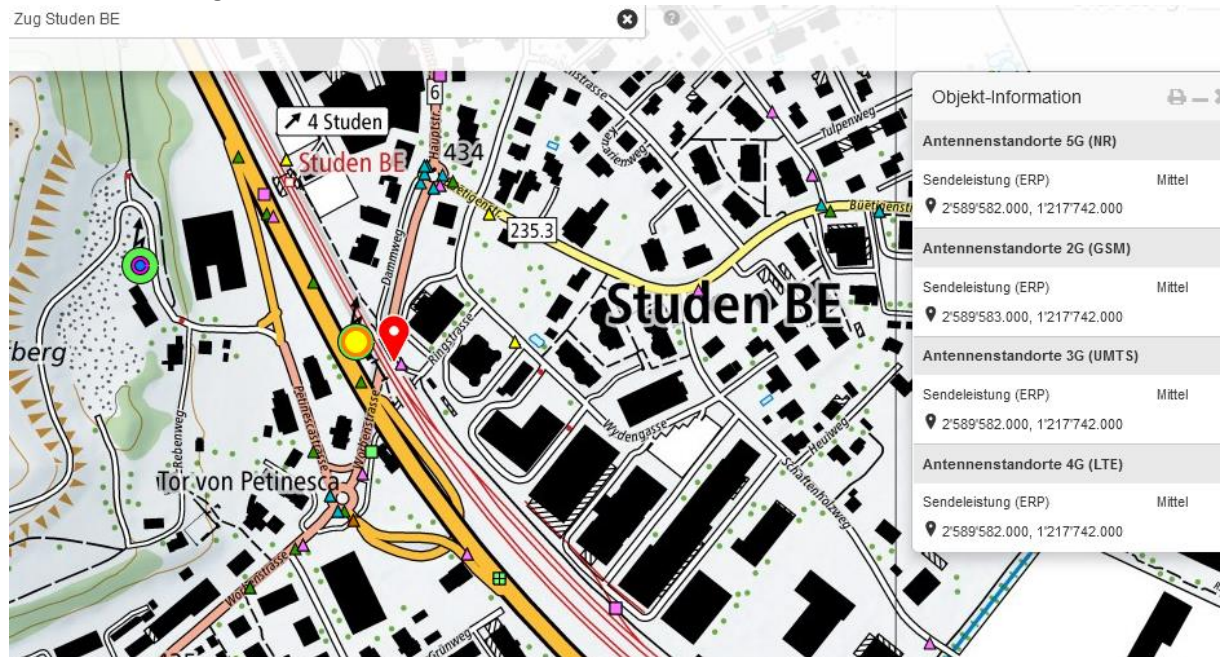 Zug Studen BE
Objekt-Information
Antennenstandorte 5G (NR)
Sendeleistung (ERP) Mittel
2'589'582.000, 1'217'742.000
Antennenstandorte 2G (GSM)
Sendeleistung (ERP) Mittel
2'589'583.000, 1'217'742.000
Antennenstandorte 3G (UMTS)
Sendeleistung (ERP) Mittel
2'589'582.000, 1'217'742.000
Antennenstandorte 4G (LTE)
Sendeleistung (ERP) Mittel
2'589'582.000, 1'217'742.000
6
4 Studen
Hauptstr.
434
Studen BE
Kanarienweg
Tulpenweg
235.3
Dammweg
Studen BE
Ringstrasse
berg
Rebenweg
Petinescastrasse
Worbenstrasse
Wydengasse
Heuiweg
Schaftenholzweg
Tor von Petinesca
Worbenstrasse
Grünweg